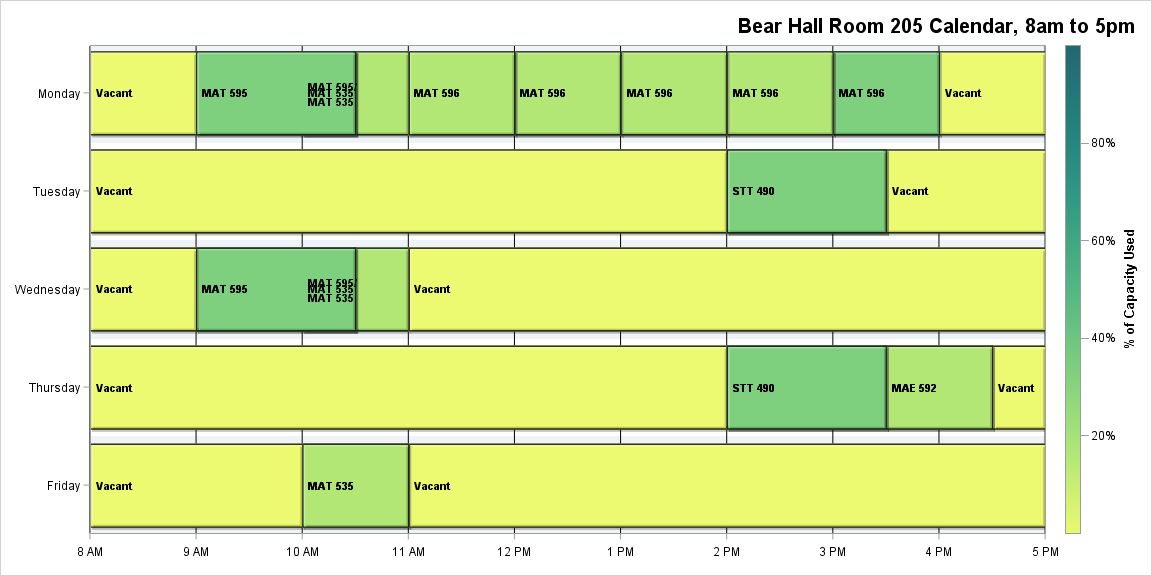 Bear Hall Room 205 Calendar, 8am to 5pm
Monday
Vacant
MAT 595
MAT 595/
MAT 535
MAT 535
MAT 596
MAT 596
MAT 596
MAT 596
MAT 596
Vacant
Tuesday
Vacant
STT 490
Vacant
Wednesday
Vacant
MAT 595
MAT 595/
MAT 535
MAT 535
Vacant
Thursday
Vacant
STT 490
MAE 592
Vacant
Friday
Vacant
MAT 535
Vacant
8 AM
9 AM
10 AM
11 AM
12 PM
1 PM
2 PM
3 PM
4 PM
5 PM
80%
60%
40%
20%
% of Capacity Used